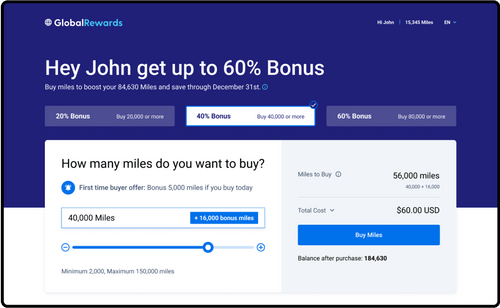 GlobalRewards
Hi John | 15,345 Miles EN
Hey John get up to 60% Bonus
Buy miles to boost your 84,630 Miles and save through December 31st.
20% Bonus Buy 20,000 or more
40% Bonus Buy 40,000 or more
60% Bonus Buy 80,000 or more
How many miles do you want to buy?
First time buyer offer: Bonus 5,000 miles if you buy today
40,000 Miles + 16,000 bonus miles
Minimum 2,000, Maximum 150,000 miles
Miles to Buy 56,000 miles
40,000 + 16,000
Total Cost $60.00 USD
Buy Miles
Balance after purchase: 184,630